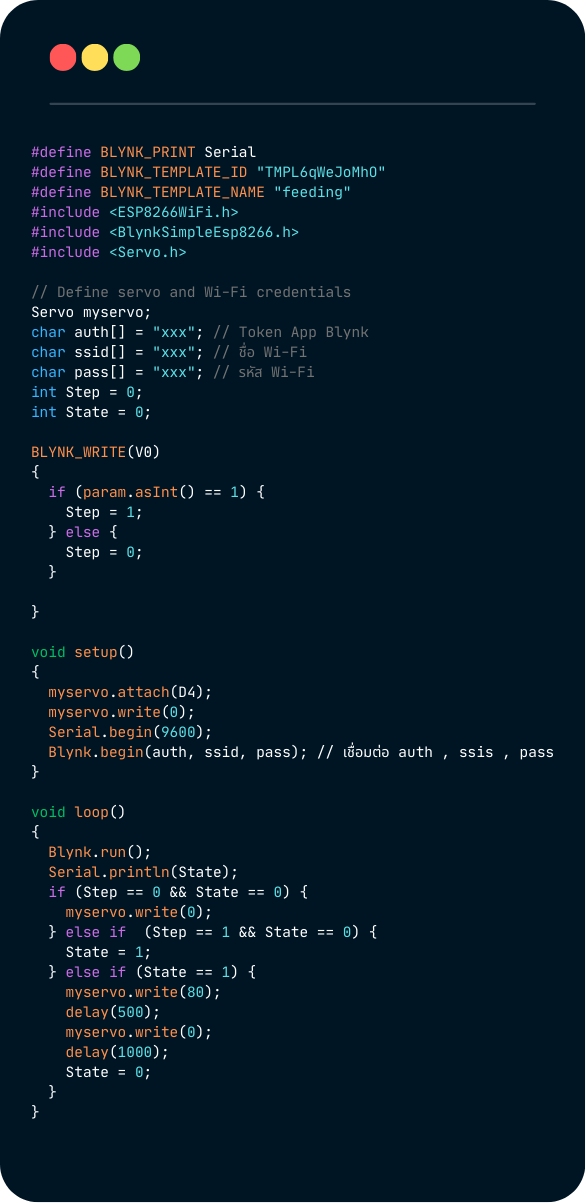 #define BLYNK_PRINT Serial
#define BLYNK_TEMPLATE_ID "TMPL6qWeJoMhO"
#define BLYNK_TEMPLATE_NAME "feeding"
#include <ESP8266WiFi.h>
#include <BlynkSimpleEsp8266.h>
#include <Servo.h>

// Define servo and Wi-Fi credentials
Servo myservo;
char auth[] = "xxx"; // Token App Blynk
char ssid[] = "xxx"; // ชื่อ Wi-Fi
char pass[] = "xxx"; // รหัส Wi-Fi
int Step = 0;
int State = 0;

BLYNK_WRITE(V0)
{
  if (param.asInt() == 1) {
    Step = 1;
  } else {
    Step = 0;
  }

}

void setup()
{
  myservo.attach(D4);
  myservo.write(0);
  Serial.begin(9600);
  Blynk.begin(auth, ssid, pass); // เชื่อมต่อ auth , ssis , pass
}

void loop()
{
  Blynk.run();
  Serial.println(State);
  if (Step == 0 && State == 0) {
    myservo.write(0);
  } else if  (Step == 1 && State == 0) {
    State = 1;
  } else if (State == 1) {
    myservo.write(80);
    delay(500);
    myservo.write(0);
    delay(1000);
    State = 0;
  }
}